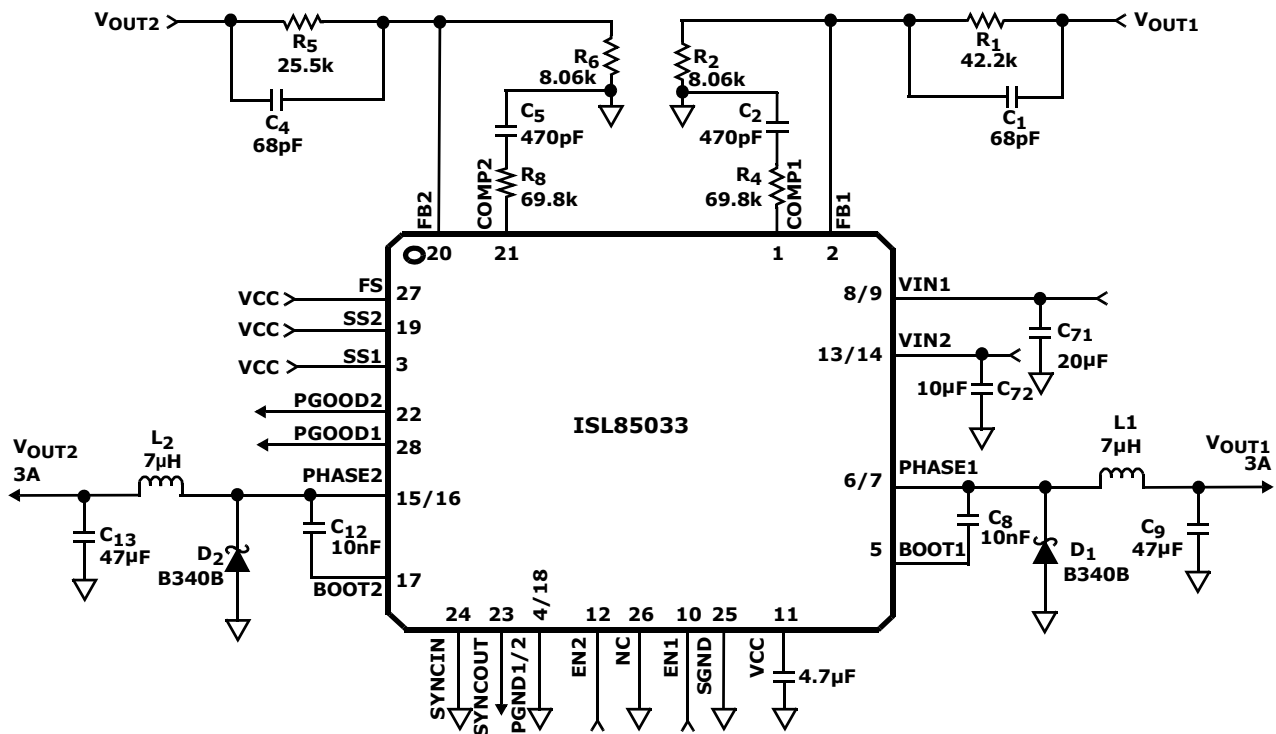 VOUT2
R5
25.5k
C4
68pF
R6
8.06k
C5
470pF
R8
69.8k
COMP2
FB2
R2
8.06k
C2
470pF
R4
69.8k
COMP1
FB1
R1
42.2k
C1
68pF
VOUT1
20
21
1
2
VCC
FS
27
VCC
SS2
19
VCC
SS1
3
PGOOD2
22
PGOOD1
28
PHASE2
15/16
BOOT2
17
VOUT2
3A
L2
7µH
C13
47µF
D2
B340B
C12
10nF
ISL85033
8/9
VIN1
13/14
VIN2
C71
20µF
10µF
C72
6/7
PHASE1
5
BOOT1
C8
10nF
L1
7µH
D1
B340B
C9
47µF
VOUT1
3A
24
23
4/18
12
26
10
25
11
SYNCIN
SYNCOUT
PGND1/2
EN2
NC
EN1
SGND
VCC
4.7µF